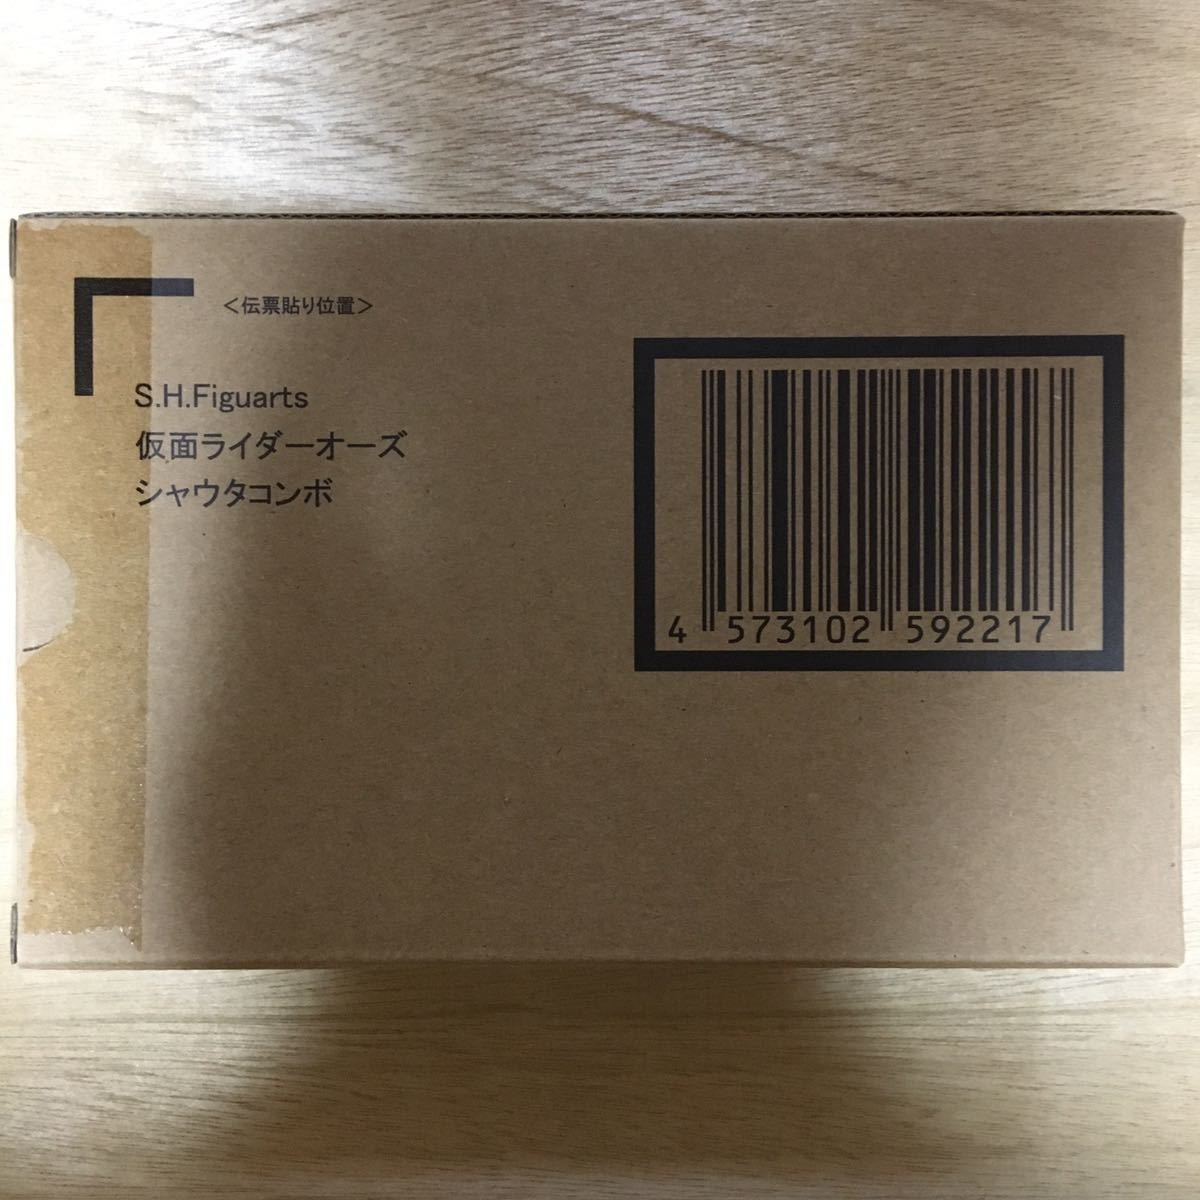 ＜伝票貼り位置＞
S.H.Figuarts
仮面ライダーオーズ
シャウタコンボ
4 573102 592217